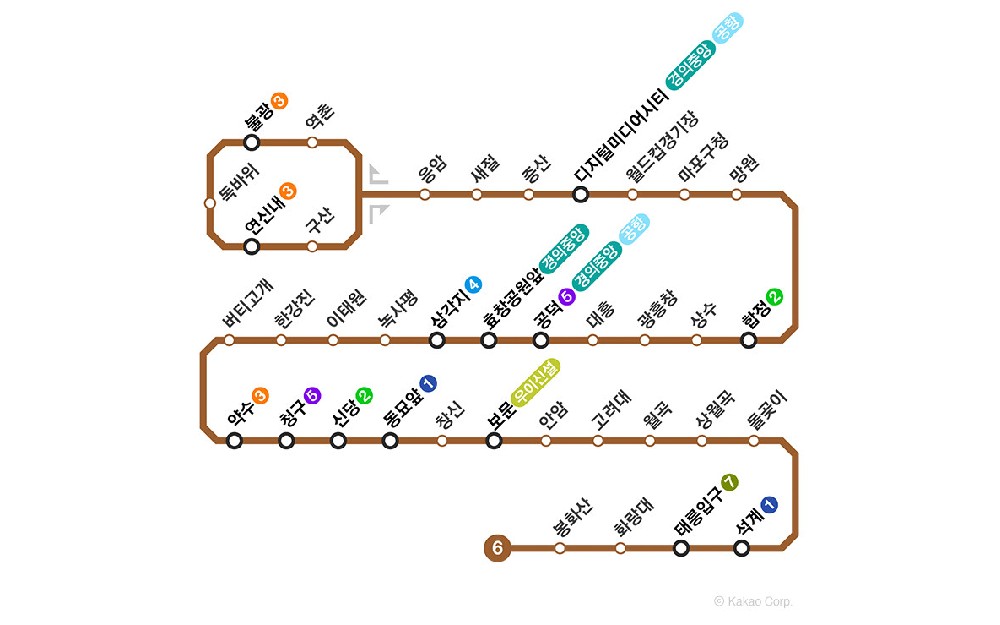 불광 3
역촌
독바위
연신내 3
구산
응암
새절
증산
디지털미디어시티 경의중앙 공항
월드컵경기장
마포구청
망원
버티고개
한강진
이태원
녹사평
삼각지 4
효창공원앞 경의중앙
공덕 5 경의중앙 공항
대흥
광흥창
상수
합정 2
약수 3
청구 5
신당 2
동묘앞 1
창신
보문 우이신설
안암
고려대
월곡
상월곡
돌곶이
6
봉화산
화랑대
태릉입구 7
석계 1
© Kakao Corp.